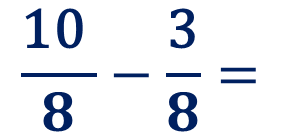 10/8 − 3/8 =